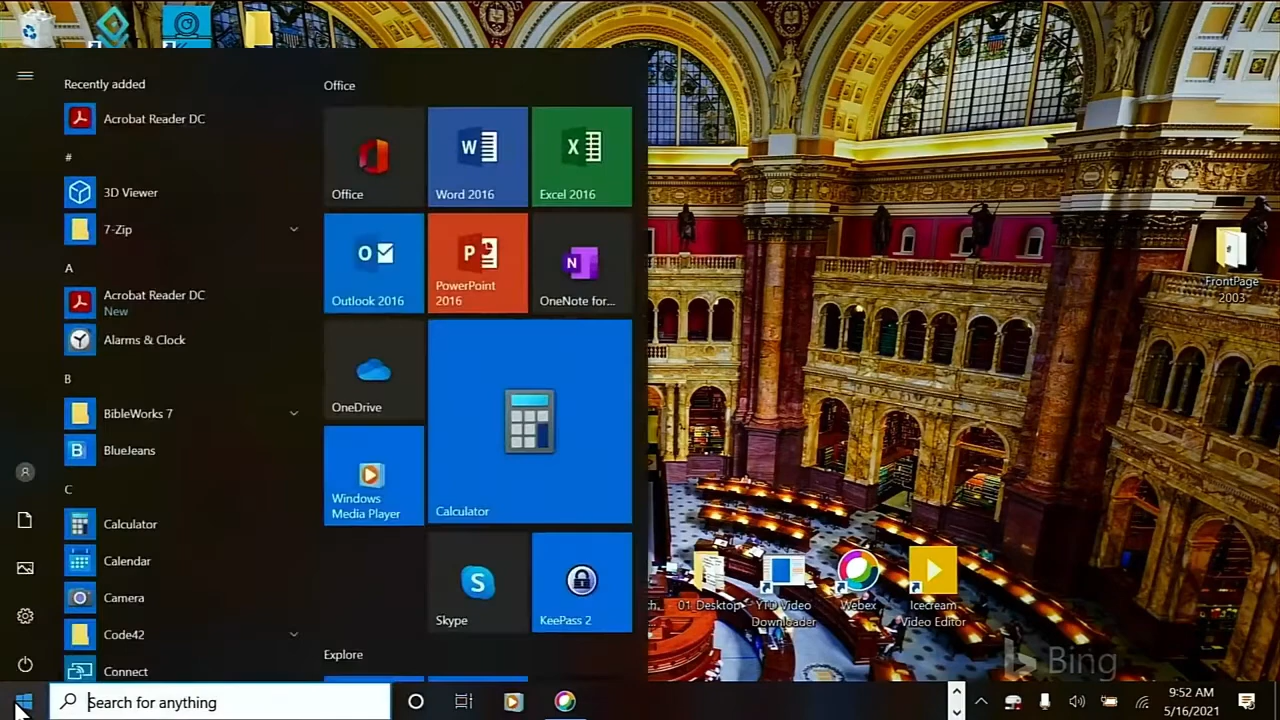 Recently added
Acrobat Reader DC
#
3D Viewer
7-Zip
A
Acrobat Reader DC
New
Alarms & Clock
B
BibleWorks 7
BlueJeans
C
Calculator
Calendar
Camera
Code42
Connect
Office
Office
Word 2016
Excel 2016
Outlook 2016
PowerPoint
2016
OneNote for...
OneDrive
Windows
Media Player
Calculator
Skype
KeePass 2
Explore
FrontPage
2003
01 Desktop
YTD Video
Downloader
Webex
Icecream
Video Editor
Bing
Search for anything
9:52 AM
5/16/2021